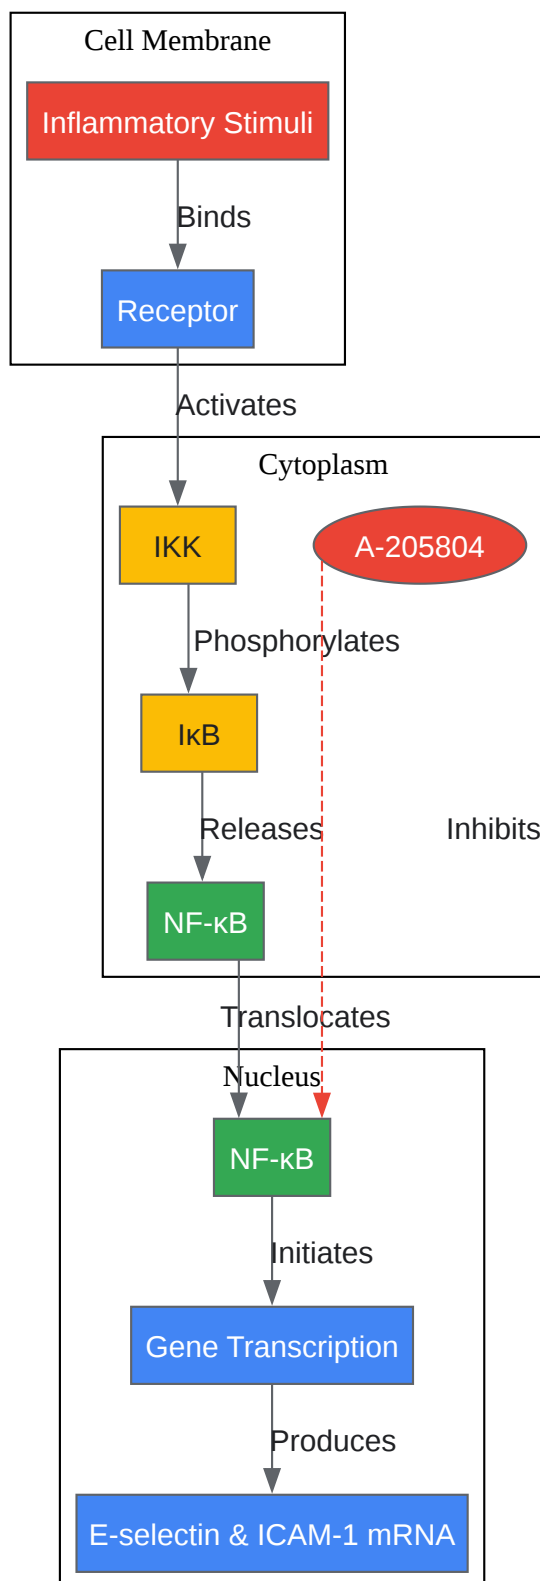 Cell Membrane
Inflammatory Stimuli
Binds
Receptor
Activates
Cytoplasm
IKK
A-205804
Phosphorylates
IκB
Releases
Inhibits
NF-κB
Translocates
Nucleus
NF-κB
Initiates
Gene Transcription
Produces
E-selectin & ICAM-1 mRNA